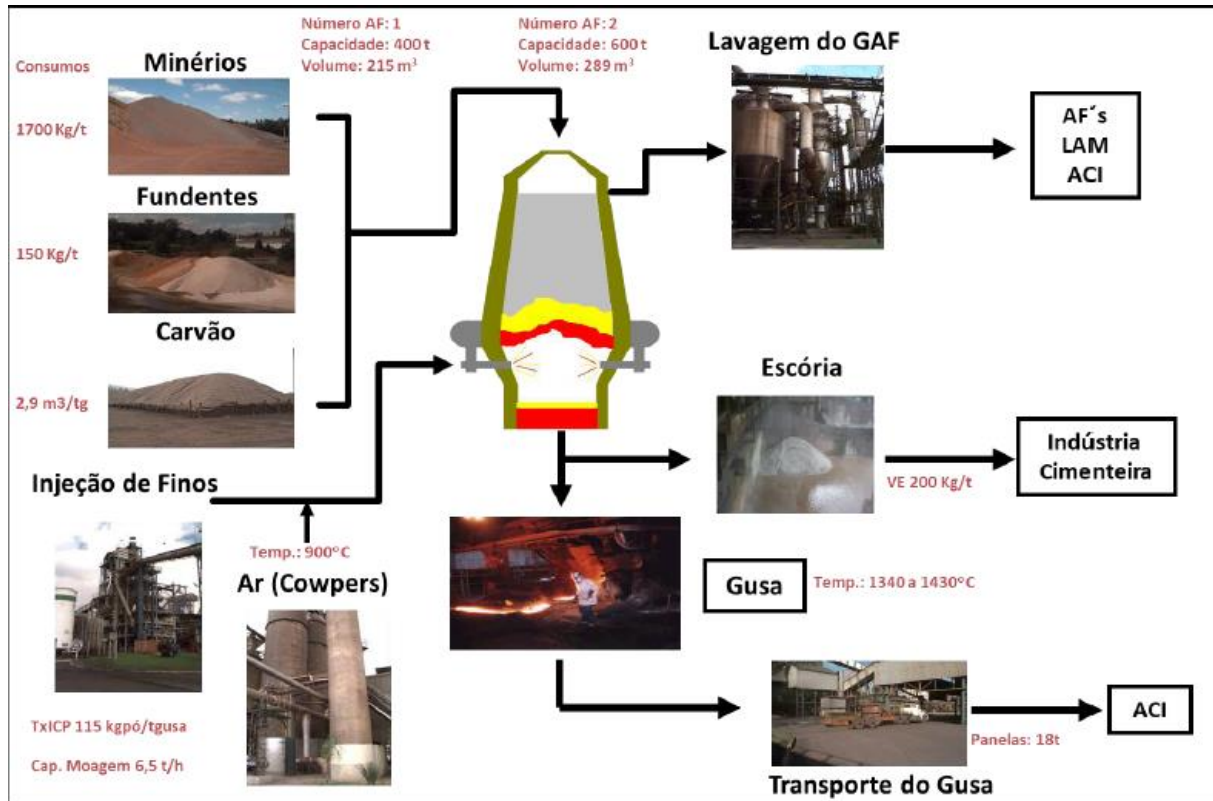 Número AF: 1
Capacidade: 400 t
Volume: 215 m³
Número AF: 2
Capacidade: 600 t
Volume: 289 m³
Lavagem do GAF
Consumos
Minérios
1700 Kg/t
AF´s
LAM
ACI
Fundentes
150 Kg/t
Carvão
2,9 m3/tg
Escória
Indústria
Cimenteira
VE 200 Kg/t
Injeção de Finos
Temp.: 900°C
Ar (Cowpers)
Gusa
Temp.: 1340 a 1430°C
TxICP 115 kgpó/tgusa
Cap. Moagem 6,5 t/h
ACI
Panelas: 18t
Transporte do Gusa